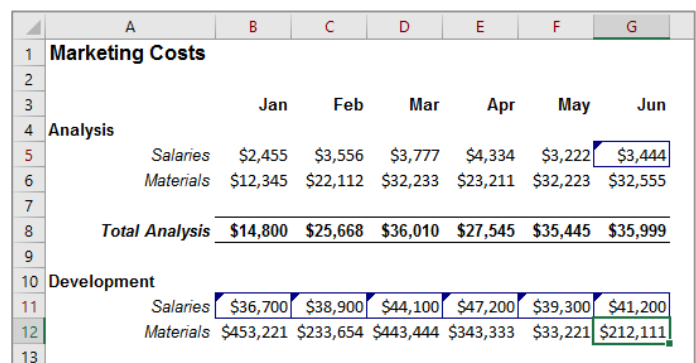 A B C D E F G
1 Marketing Costs
2
3 Jan Feb Mar Apr May Jun
4 Analysis
5 Salaries $2,455 $3,556 $3,777 $4,334 $3,222 $3,444
6 Materials $12,345 $22,112 $32,233 $23,211 $32,223 $32,555
7
8 Total Analysis $14,800 $25,668 $36,010 $27,545 $35,445 $35,999
9
10 Development
11 Salaries $36,700 $38,900 $44,100 $47,200 $39,300 $41,200
12 Materials $453,221 $233,654 $443,444 $343,333 $33,221 $212,111
13